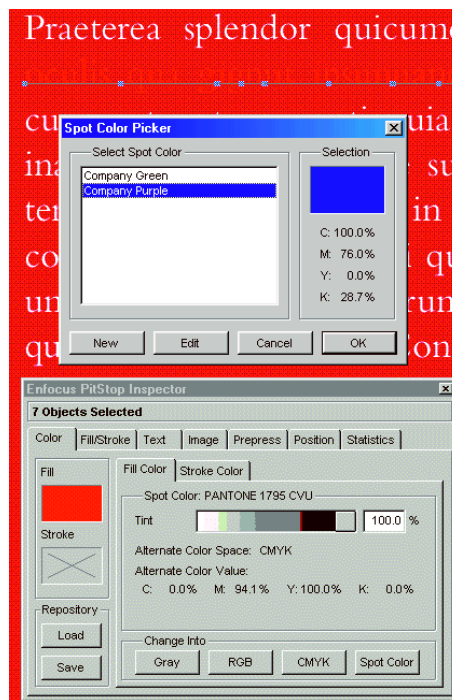 Praeterea splendor quicum
cu
uia
Spot Color Picker
Select Spot Color
Selection
Company Green
Company Purple
ina
su
ter
in
C: 100.0%
M: 76.0%
Y: 0.0%
K: 28.7%
co
qu
un
run
New Edit Cancel OK
qu
Con
Enfocus PitStop Inspector
7 Objects Selected
Color Fill/Stroke Text Image Prepress Position Statistics
Fill
Fill Color Stroke Color
Spot Color: PANTONE 1795 CVU
Tint 100.0 %
Stroke
Alternate Color Space: CMYK
Alternate Color Value:
C: 0.0% M: 94.1% Y: 100.0% K: 0.0%
Repository
Load
Save
Change Into
Gray RGB CMYK Spot Color